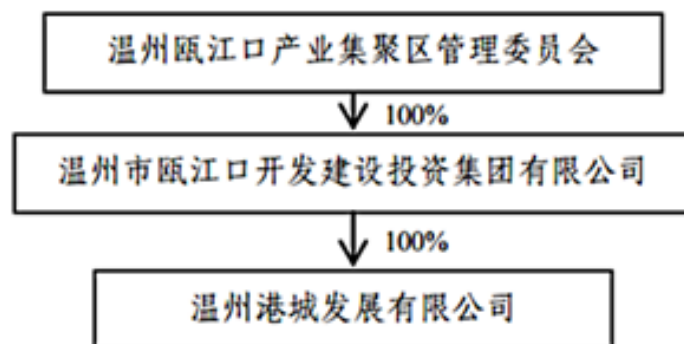 温州瓯江口产业集聚区管理委员会
100%
温州市瓯江口开发建设投资集团有限公司
100%
温州港城发展有限公司